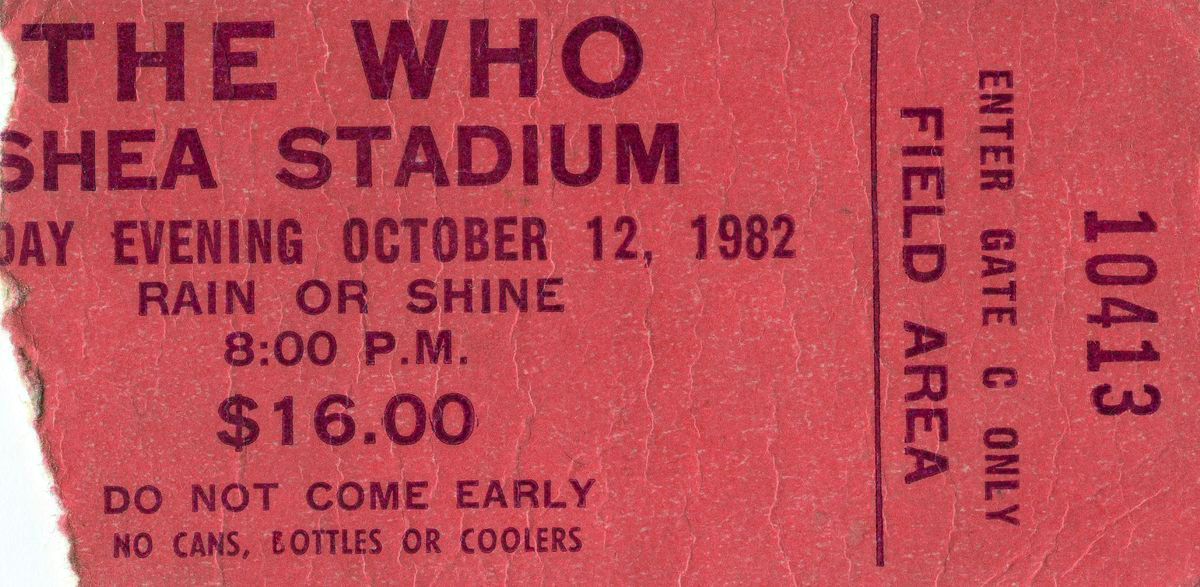 THE WHO
SHEA STADIUM
DAY EVENING OCTOBER 12, 1982
RAIN OR SHINE
8:00 P.M.
$16.00
DO NOT COME EARLY
NO CANS, BOTTLES OR COOLERS
FIELD AREA
ENTER GATE C ONLY
10413